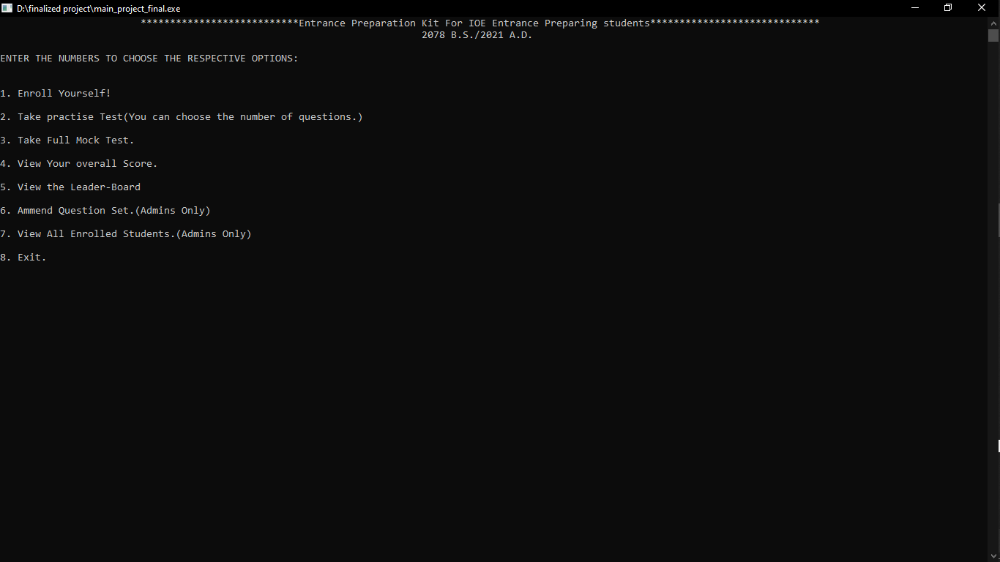 D:\finalized project\main_project_final.exe
***************************Entrance Preparation Kit For IOE Entrance Preparing students*****************************
2078 B.S./2021 A.D.
ENTER THE NUMBERS TO CHOOSE THE RESPECTIVE OPTIONS:
1. Enroll Yourself!
2. Take practise Test(You can choose the number of questions.)
3. Take Full Mock Test.
4. View Your overall Score.
5. View the Leader-Board
6. Ammend Question Set.(Admins Only)
7. View All Enrolled Students.(Admins Only)
8. Exit.